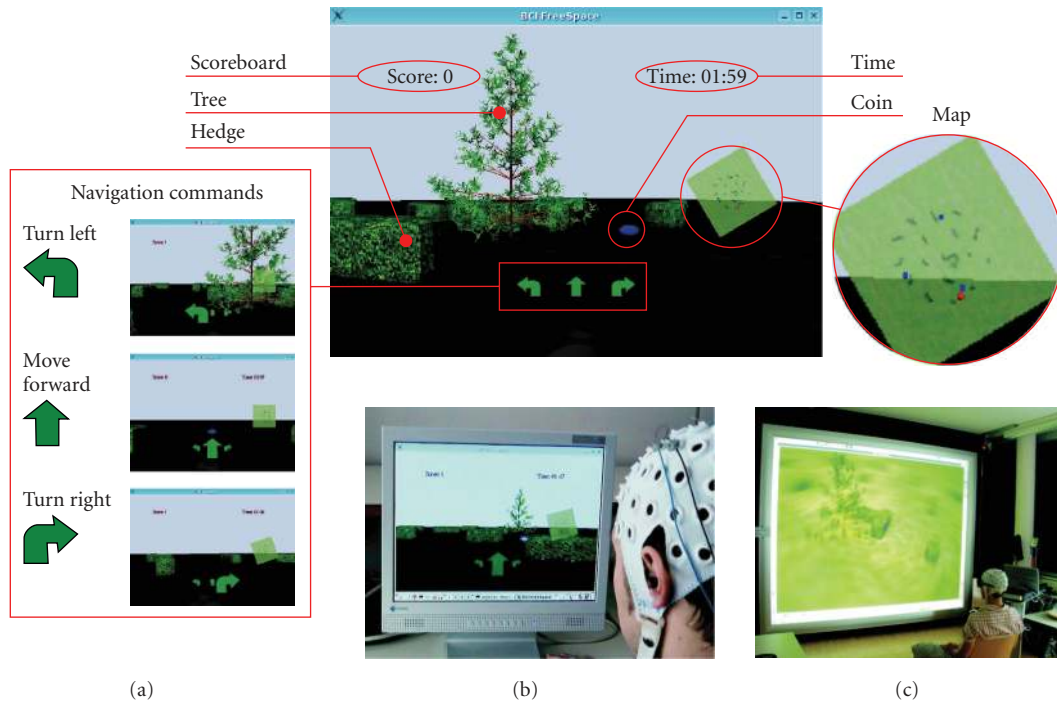 BCI FreeSpace
Scoreboard
Score: 0
Time: 01:59
Time
Tree
Coin
Hedge
Map
Navigation commands
Turn left
Move
forward
Turn right
(a)
(b)
(c)